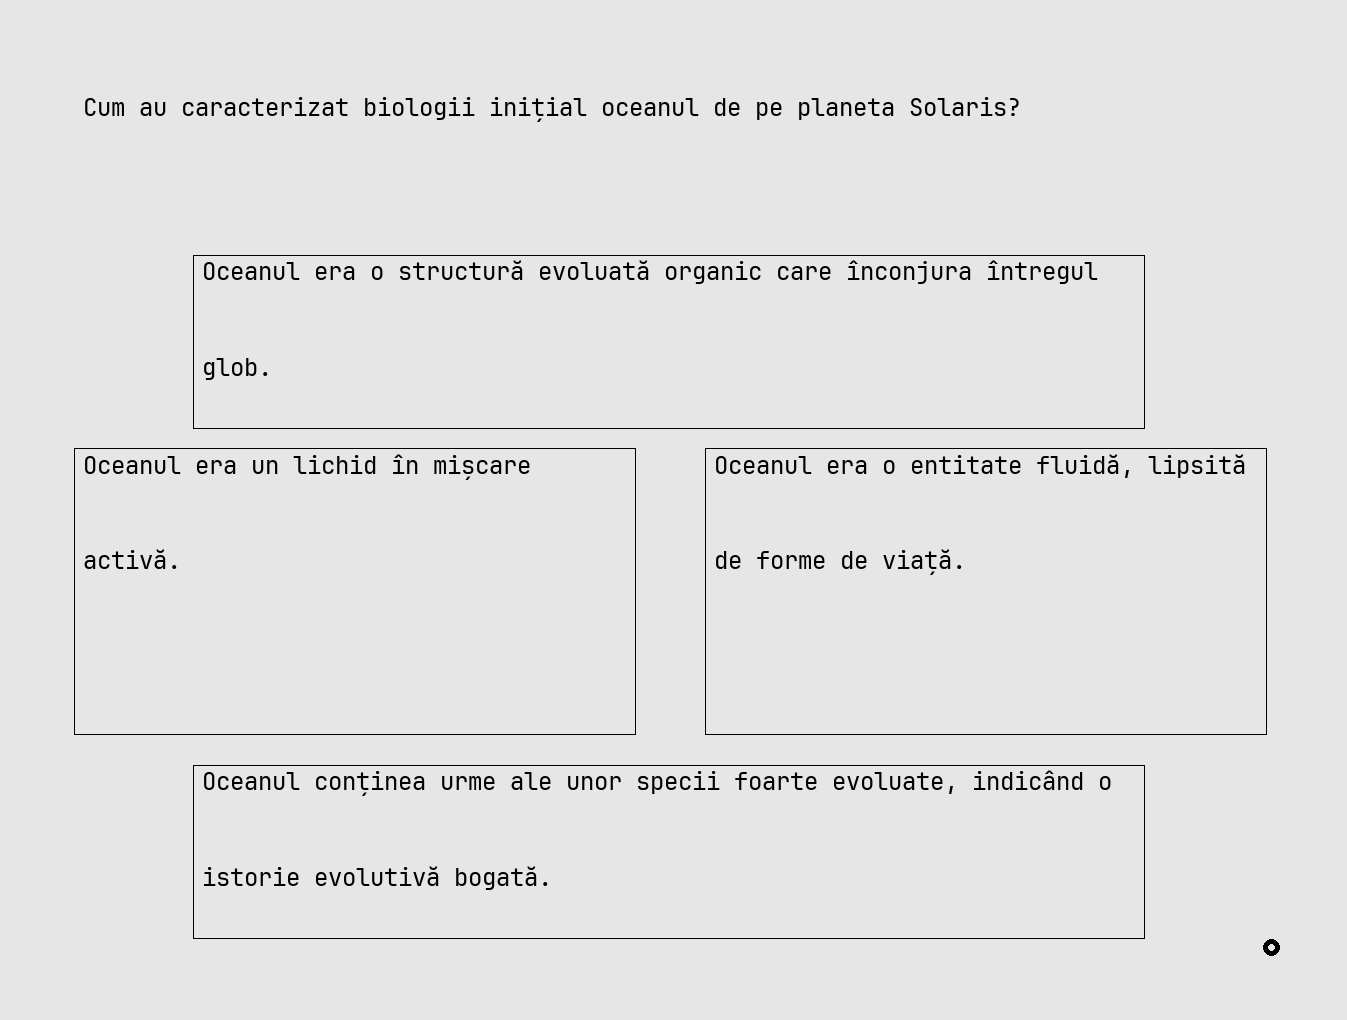 Cum au caracterizat biologii inițial oceanul de pe planeta Solaris?
Oceanul era o structură evoluată organic care înconjura întregul
glob.
Oceanul era un lichid în mișcare
activă.
Oceanul era o entitate fluidă, lipsită
de forme de viață.
Oceanul conținea urme ale unor specii foarte evoluate, indicând o
istorie evolutivă bogată.